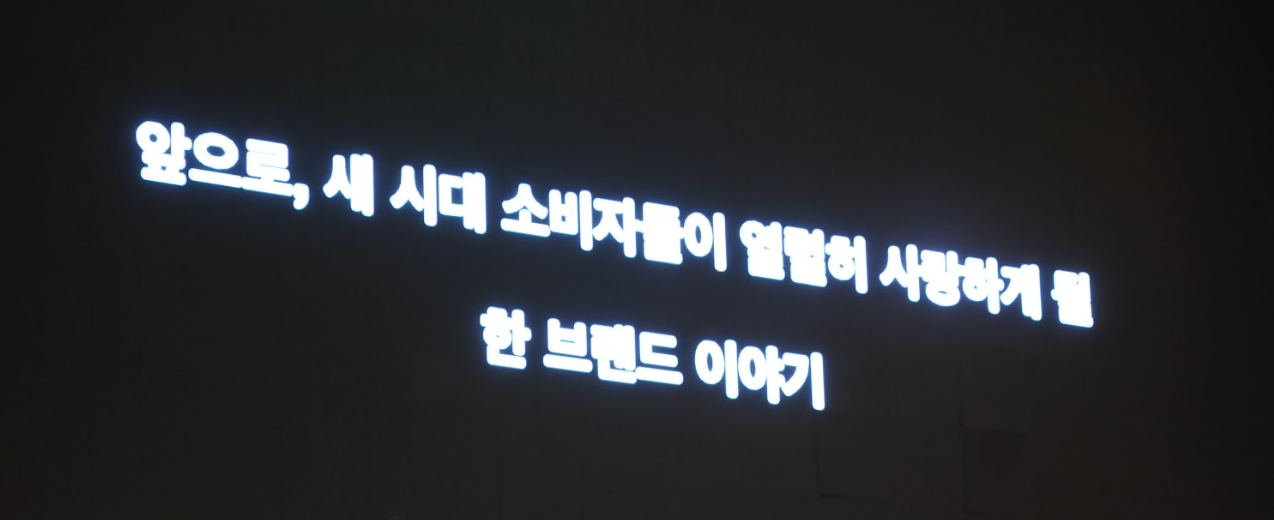 앞으로, 새 시대 소비자들이 열렬히 사랑하게 될
한 브랜드 이야기